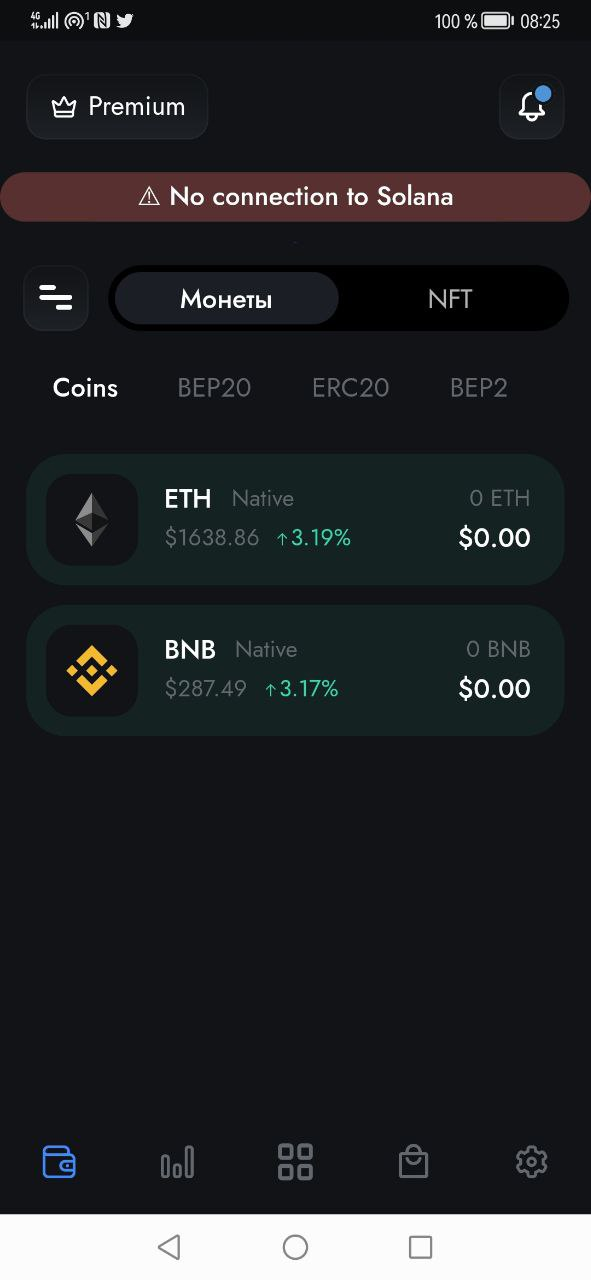 4G 1 100 % 08:25
Premium
⚠ No connection to Solana
Монеты NFT
Coins BEP20 ERC20 BEP2
ETH Native 0 ETH
$1638.86 ↑3.19% $0.00
BNB Native 0 BNB
$287.49 ↑3.17% $0.00